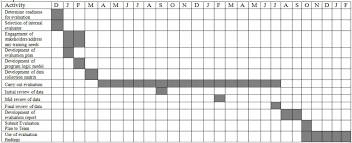 Activity D J F M A M J J A S O N D J F M A M J J A S O N D J F
Determine readiness
for evaluation
Selection of internal
evaluator
Engagement of
stakeholders/address
any training needs
Development of
evaluation plan
Development of
program logic model
Development of data
collection matrix
Carry out evaluation
Initial review of data
Mid review of data
Final review of data
Development of
evaluation report
Submit Evaluation
Plan to Team
Use of evaluation
findings